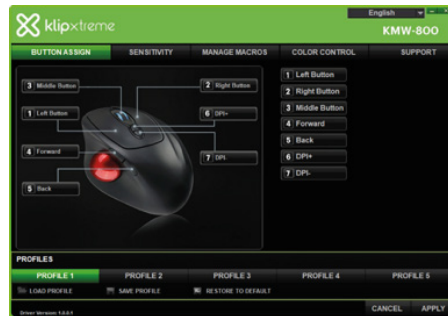 English
klipxtreme
KMW-800
BUTTON ASSIGN SENSITIVITY MANAGE MACROS COLOR CONTROL SUPPORT
3 Middle Button
2 Right Button
1 Left Button
6 DPI+
4 Forward
7 DPI-
5 Back
1 Left Button
2 Right Button
3 Middle Button
4 Forward
5 Back
6 DPI+
7 DPI-
PROFILES
PROFILE 1 PROFILE 2 PROFILE 3 PROFILE 4 PROFILE 5
LOAD PROFILE SAVE PROFILE RESTORE TO DEFAULT
CANCEL APPLY
Driver Version: 1.0.0.1